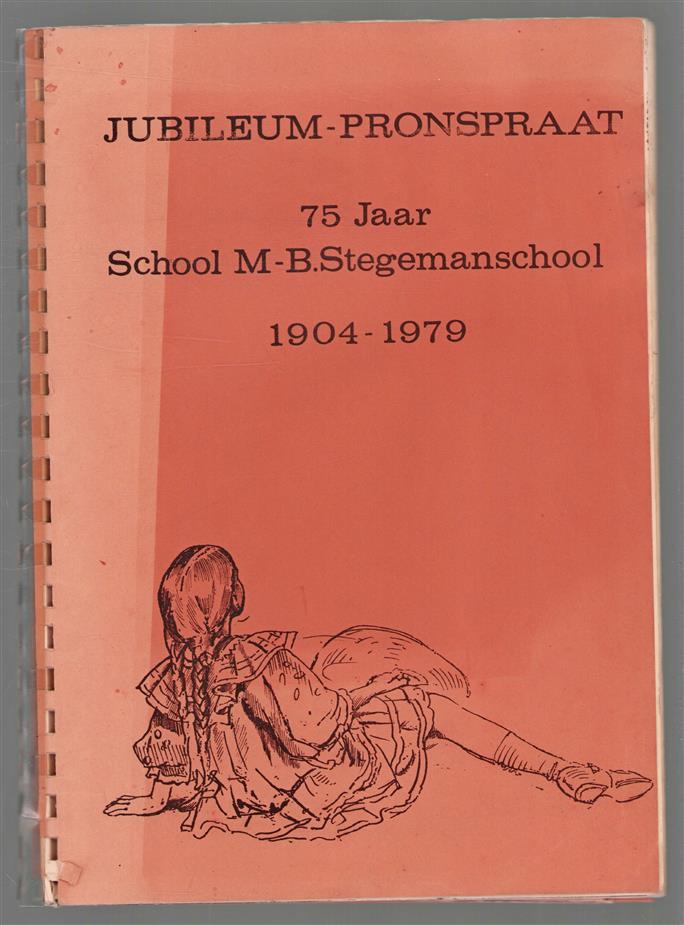 JUBILEUM-PRONSPRAAT
75 Jaar
School M-B.Stegemanschool
1904-1979